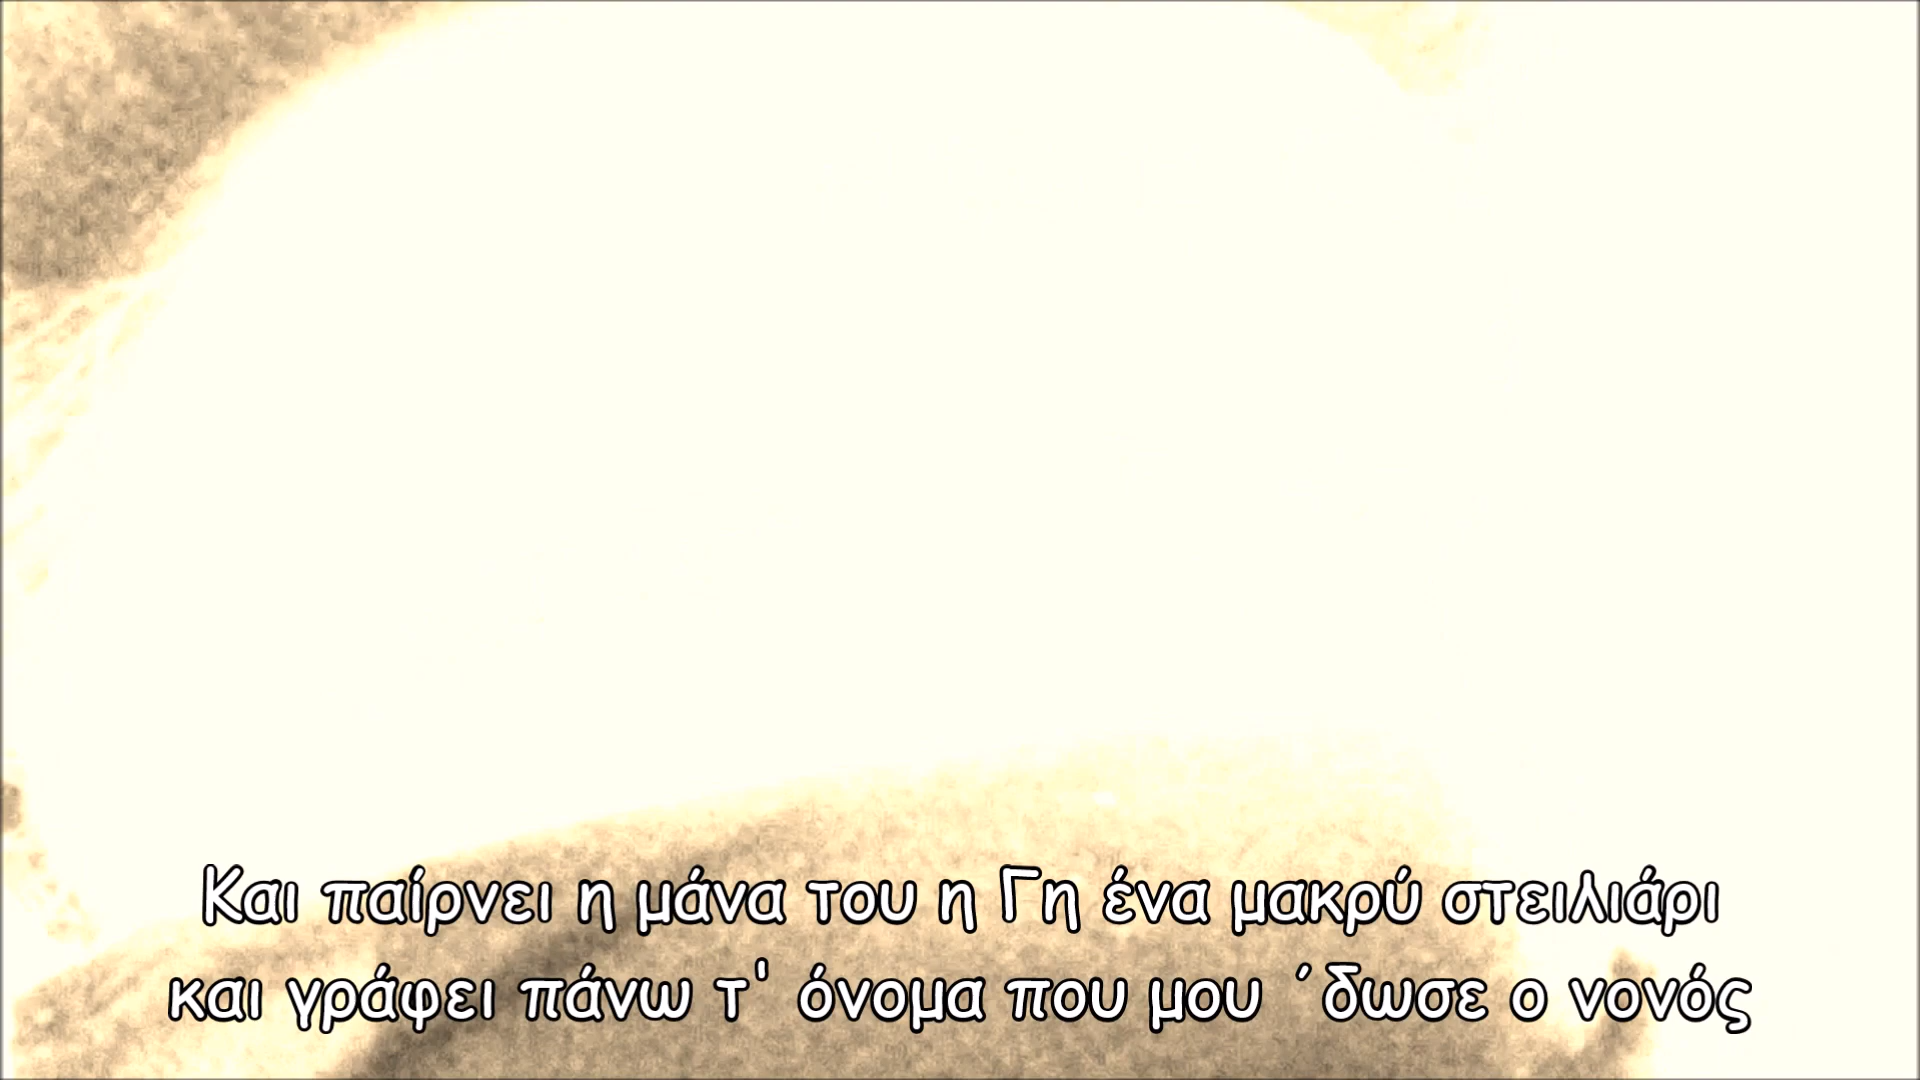 Και παίρνει η μάνα του η Γη ένα μακρύ στειλιάρι
και γράφει πάνω τ' όνομα που μου ΄δωσε ο νονός